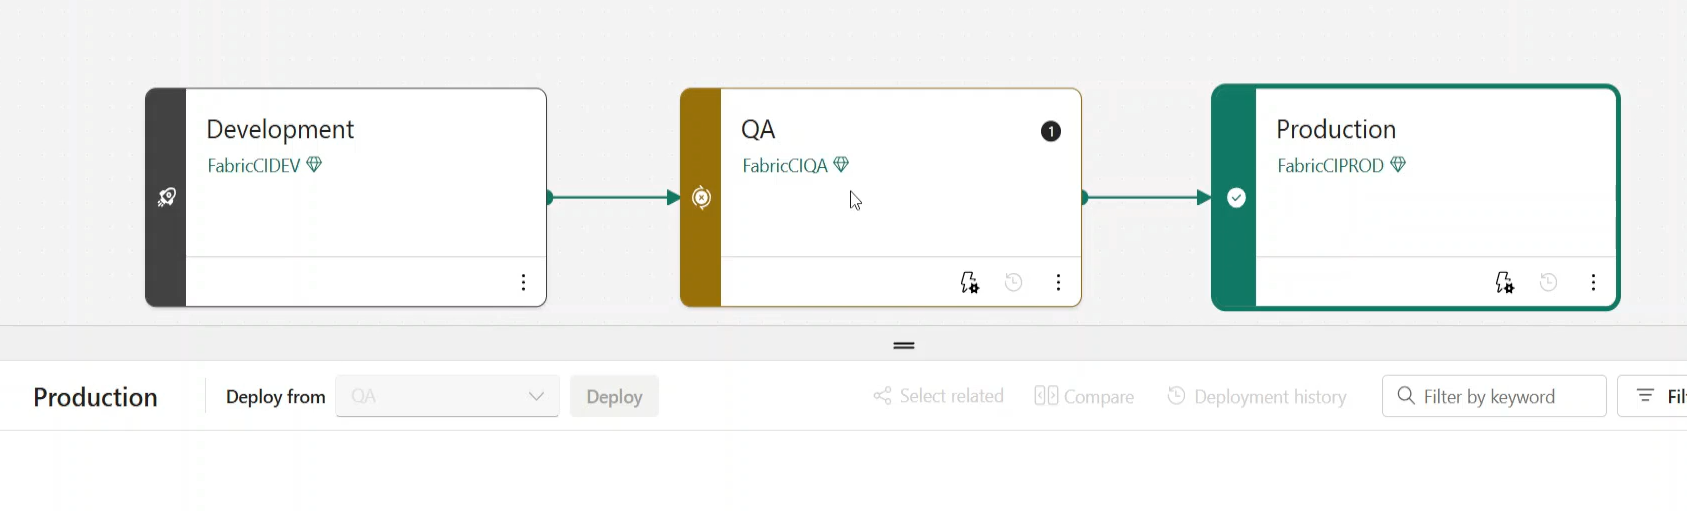 Development
FabricCIDEV
QA
1
FabricCIQA
Production
FabricCIPROD
Production
Deploy from
QA
Deploy
Select related
Compare
Deployment history
Filter by keyword